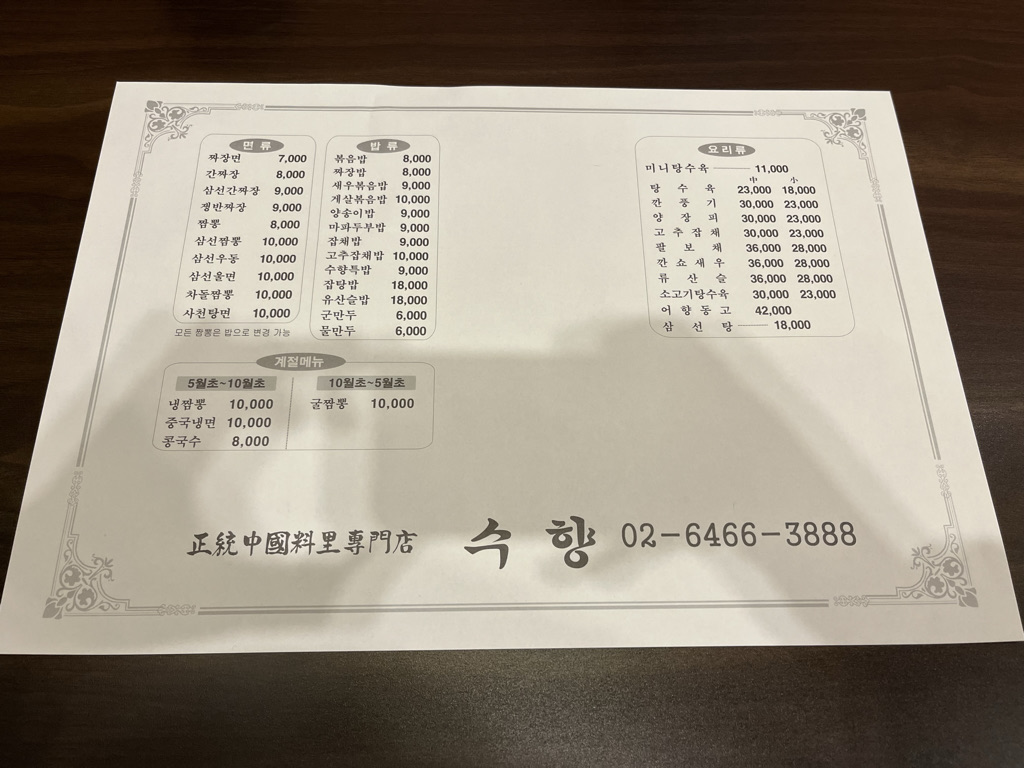 면 류
짜장면 7,000
간짜장 8,000
삼선간짜장 9,000
쟁반짜장 9,000
짬뽕 8,000
삼선짬뽕 10,000
삼선우동 10,000
삼선울면 10,000
차돌짬뽕 10,000
사천탕면 10,000
모든 짬뽕은 밥으로 변경 가능
밥 류
볶음밥 8,000
짜장밥 8,000
새우볶음밥 9,000
게살볶음밥 10,000
양송이밥 9,000
마파두부밥 9,000
잡채밥 9,000
고추잡채밥 10,000
수향특밥 9,000
잡탕밥 18,000
유산슬밥 18,000
군만두 6,000
물만두 6,000
요리류
미니탕수육 11,000
中 小
탕 수 육 23,000 18,000
깐 풍 기 30,000 23,000
양 장 피 30,000 23,000
고 추 잡 채 30,000 23,000
팔 보 채 36,000 28,000
깐 쇼 새 우 36,000 28,000
류 산 슬 36,000 28,000
소고기탕수육 30,000 23,000
어 향 동 고 42,000
삼 선 탕 18,000
계절메뉴
5월초~10월초
냉짬뽕 10,000
중국냉면 10,000
콩국수 8,000
10월초~5월초
굴짬뽕 10,000
正統中國料里專門店 수 향 02-6466-3888